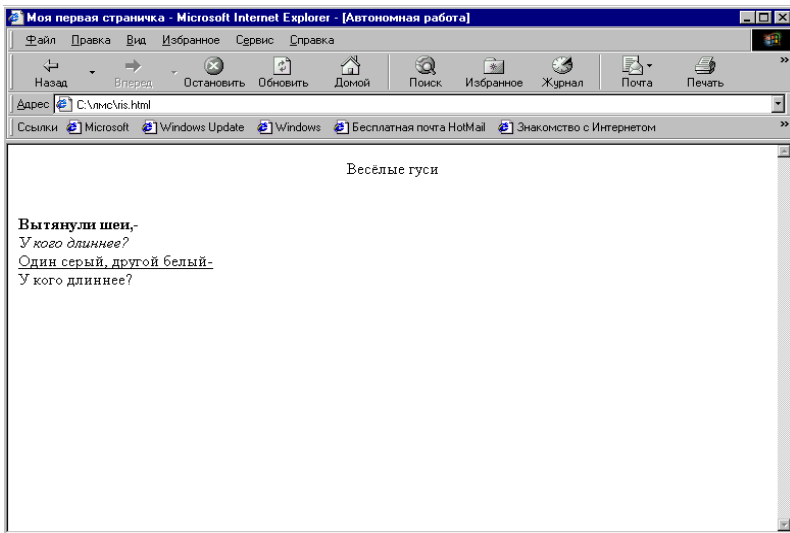 Моя первая страничка - Microsoft Internet Explorer - [Автономная работа]
Файл Правка Вид Избранное Сервис Справка
Назад Вперед Остановить Обновить Домой Поиск Избранное Журнал Почта Печать
Адрес C:\лмс\ris.html
Ссылки Microsoft Windows Update Windows Бесплатная почта HotMail Знакомство с Интернетом
Весёлые гуси
Вытянули шеи,-
У кого длиннее?
Один серый, другой белый-
У кого длиннее?